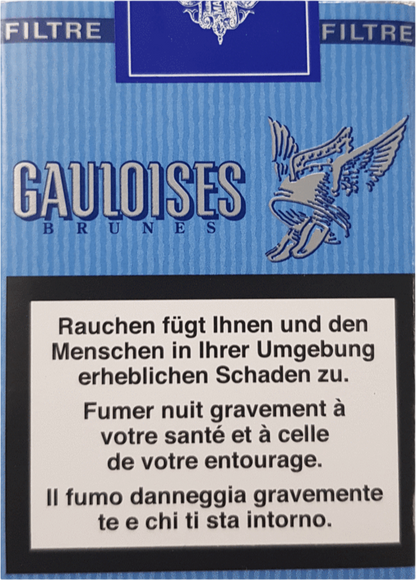 FILTRE FILTRE
GAULOISES
BRUNES
Rauchen fügt Ihnen und den
Menschen in Ihrer Umgebung
erheblichen Schaden zu.
Fumer nuit gravement à
votre santé et à celle
de votre entourage.
Il fumo danneggia gravemente
te e chi ti sta intorno.